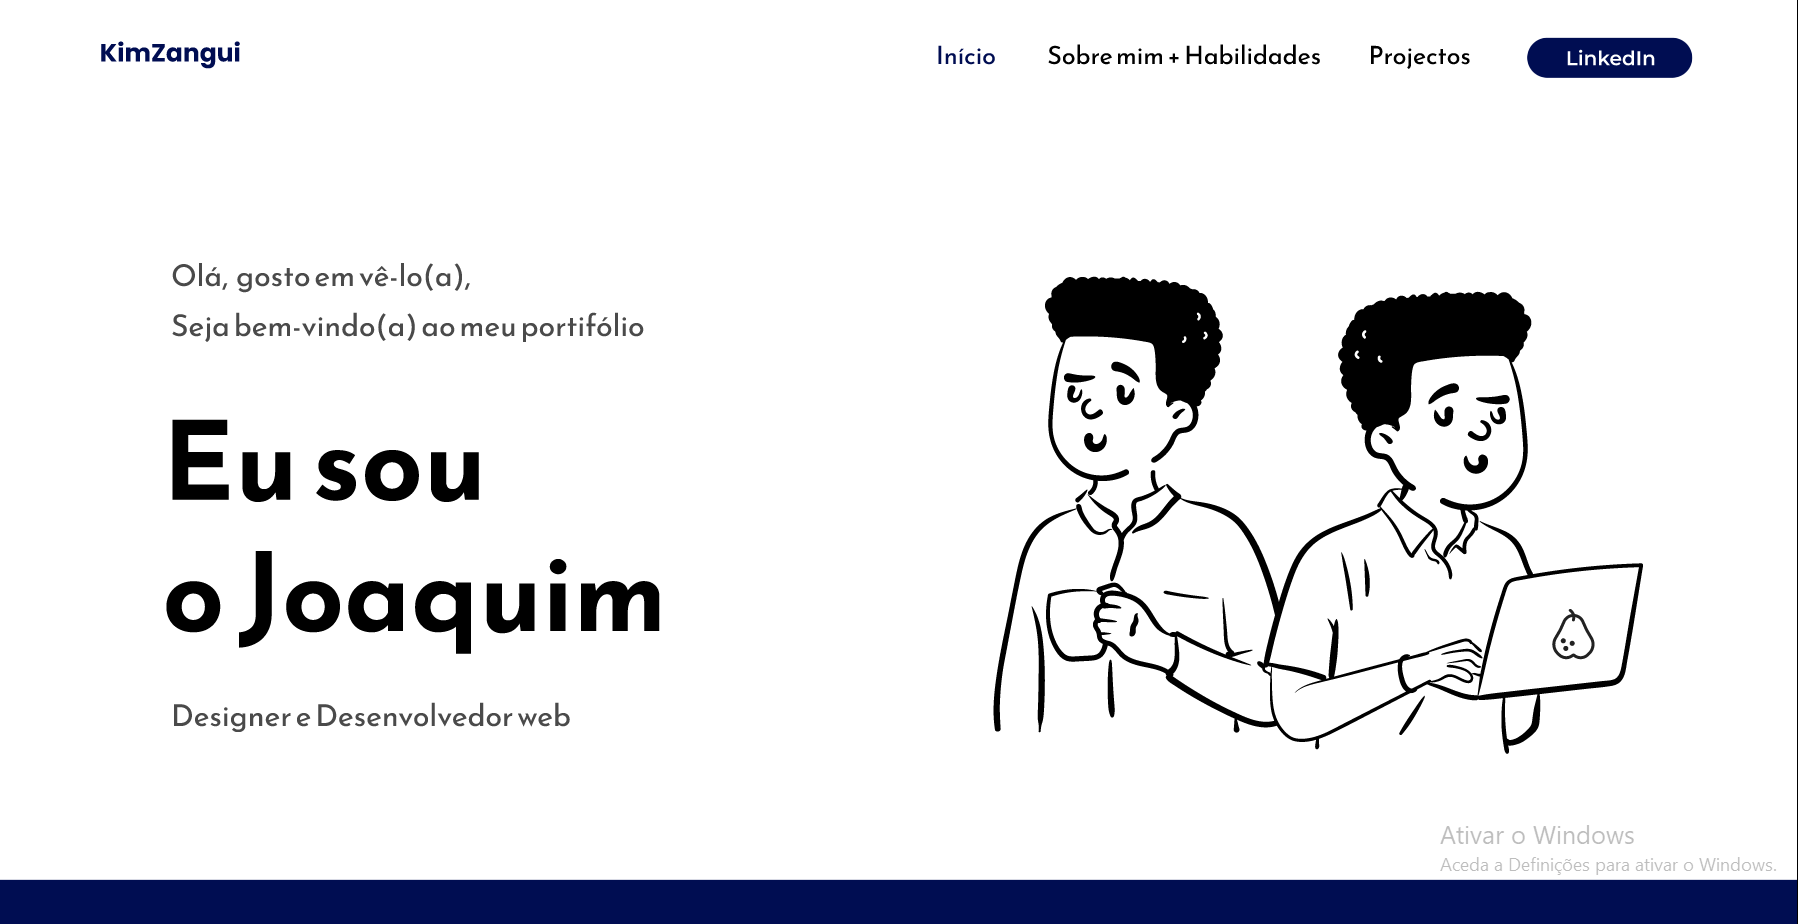 KimZangui
Início
Sobre mim + Habilidades
Projectos
LinkedIn
Olá, gosto em vê-lo(a),
Seja bem-vindo(a) ao meu portifólio
Eu sou
o Joaquim
Designer e Desenvolvedor web
Ativar o Windows
Aceda a Definições para ativar o Windows.